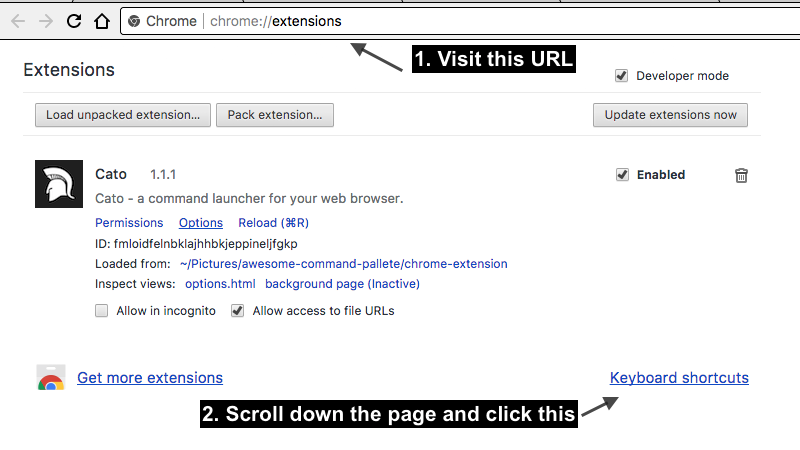 Chrome | chrome://extensions
1. Visit this URL
Extensions
Developer mode
Load unpacked extension... Pack extension... Update extensions now
Cato 1.1.1 Enabled
Cato - a command launcher for your web browser.
Permissions Options Reload (⌘R)
ID: fmloidfelnbklajhhbkjeppineljfgkp
Loaded from: ~/Pictures/awesome-command-pallete/chrome-extension
Inspect views: options.html background page (Inactive)
Allow in incognito Allow access to file URLs
Get more extensions Keyboard shortcuts
2. Scroll down the page and click this